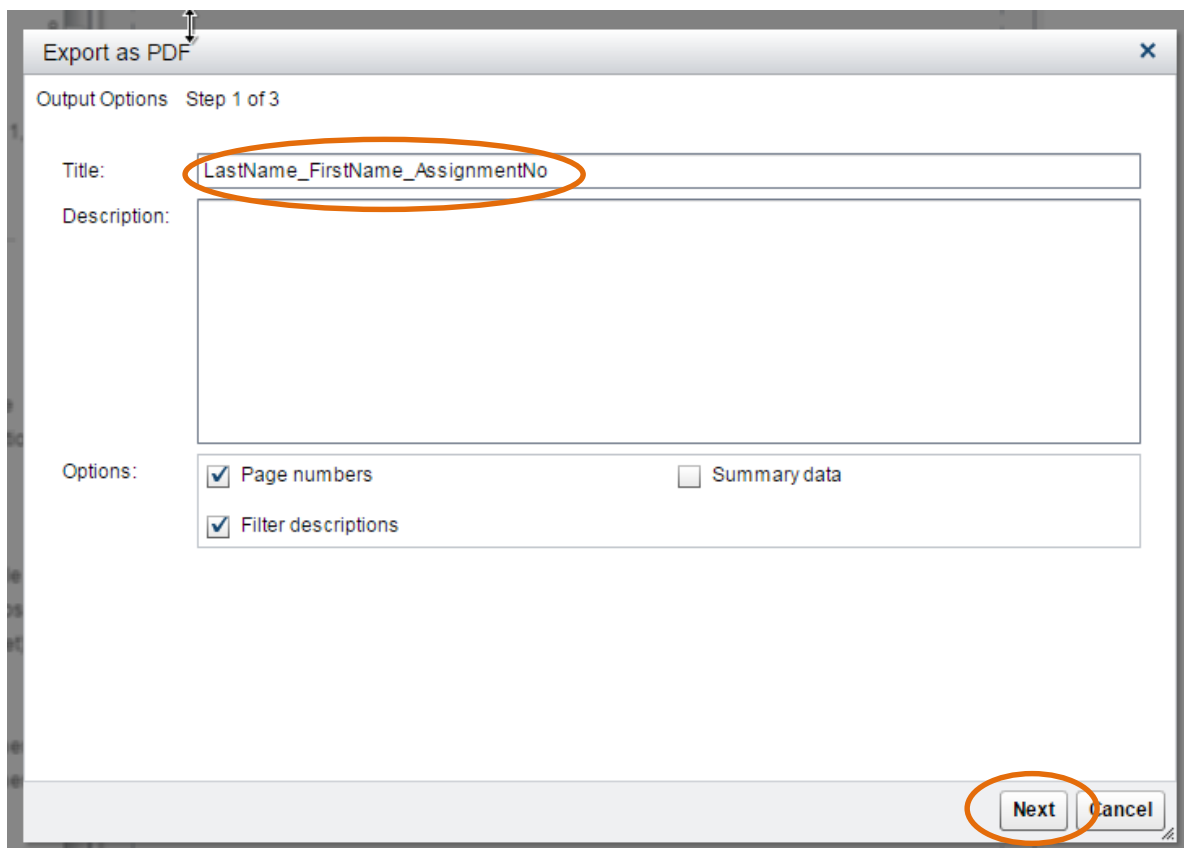 Export as PDF
Output Options Step 1 of 3
Title: LastName_FirstName_AssignmentNo
Description:
Options: Page numbers Summary data
Filter descriptions
Next Cancel